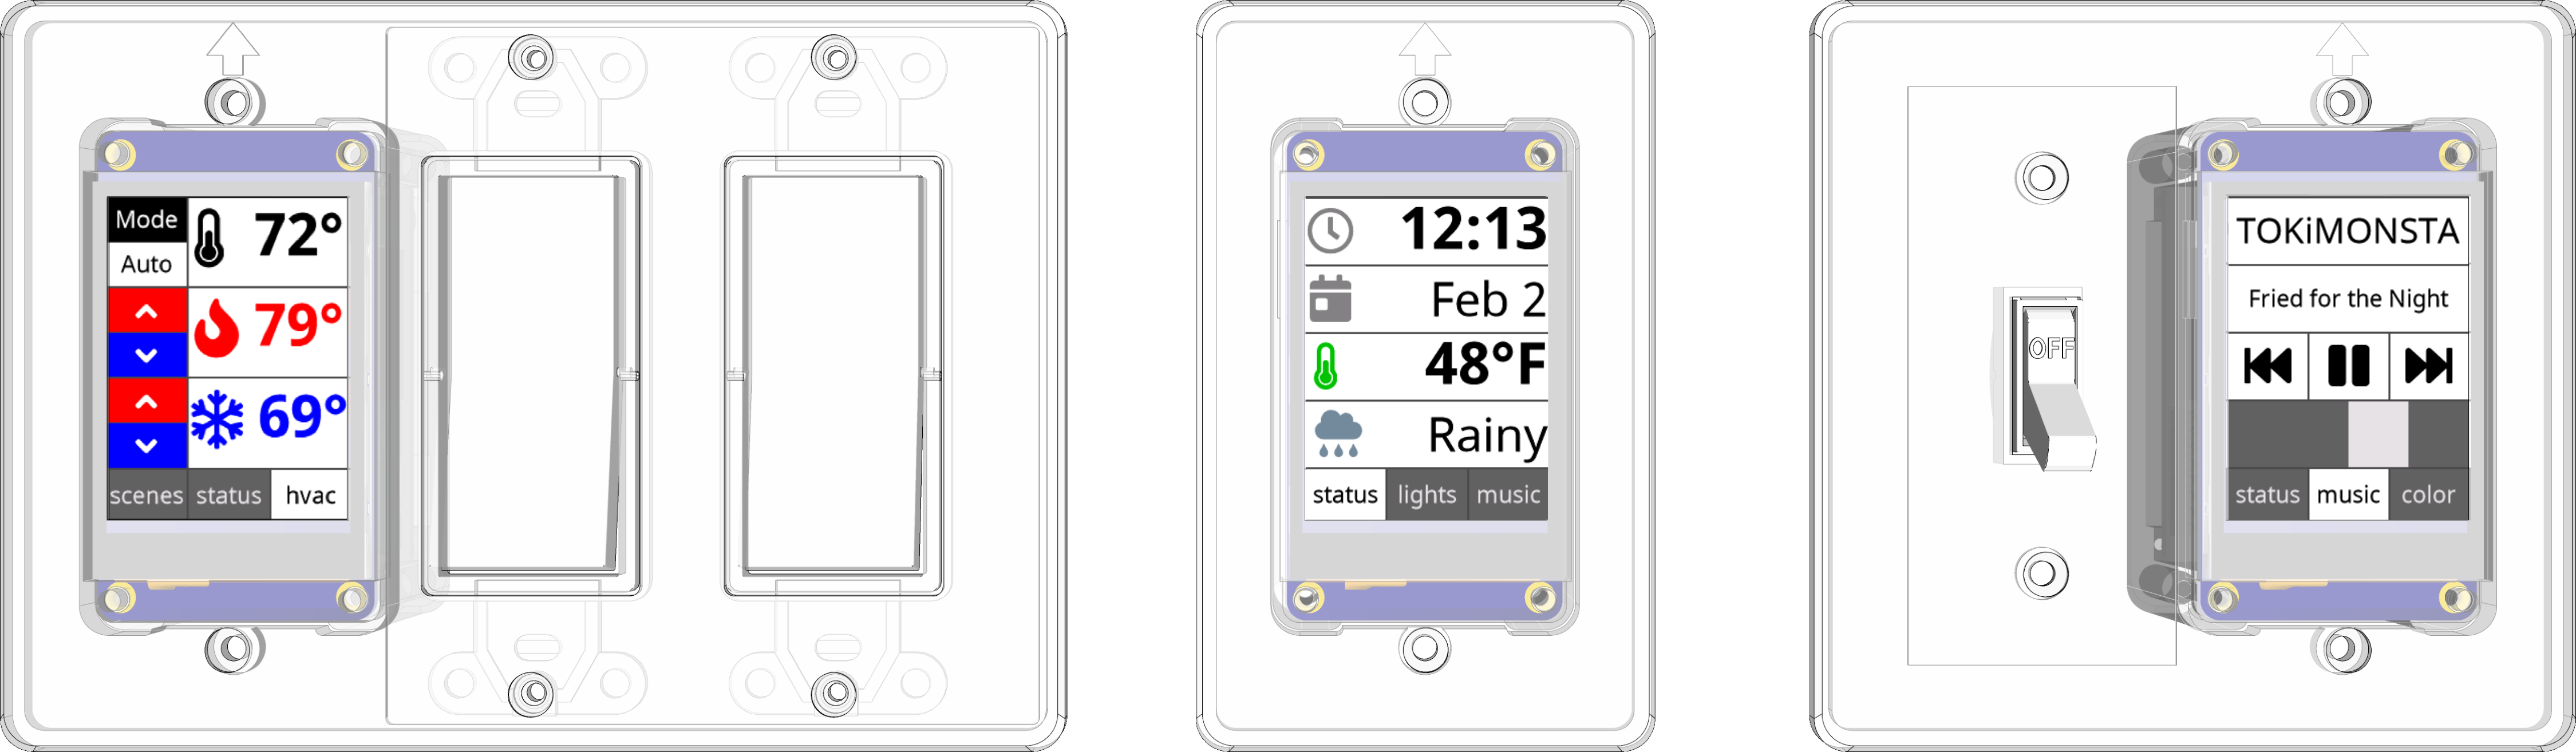 Mode
72°
Auto
79°
69°
scenes status hvac
12:13
Feb 2
48°F
Rainy
status lights music
OFF
TOKiMONSTA
Fried for the Night
status music color